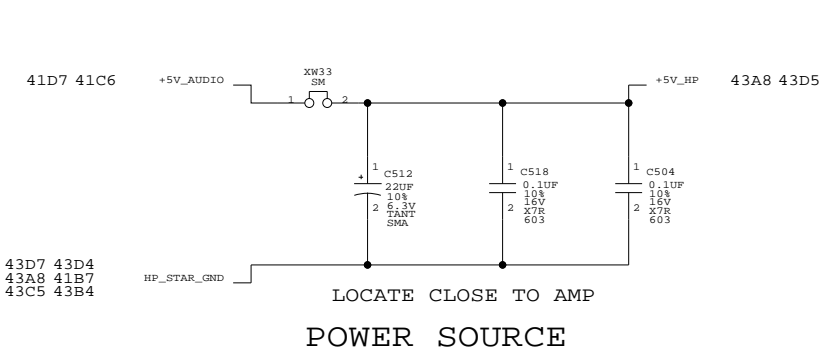 XW33
SM
41D7 41C6 +5V_AUDIO
1 2
+5V_HP 43A8 43D5
1
C512
+
22UF
10%
6.3V
2
TANT
SMA
1
C518
0.1UF
10%
16V
2
X7R
603
1
C504
0.1UF
10%
16V
2
X7R
603
43D7 43D4
43A8 41B7
43C5 43B4
HP_STAR_GND
LOCATE CLOSE TO AMP
POWER SOURCE